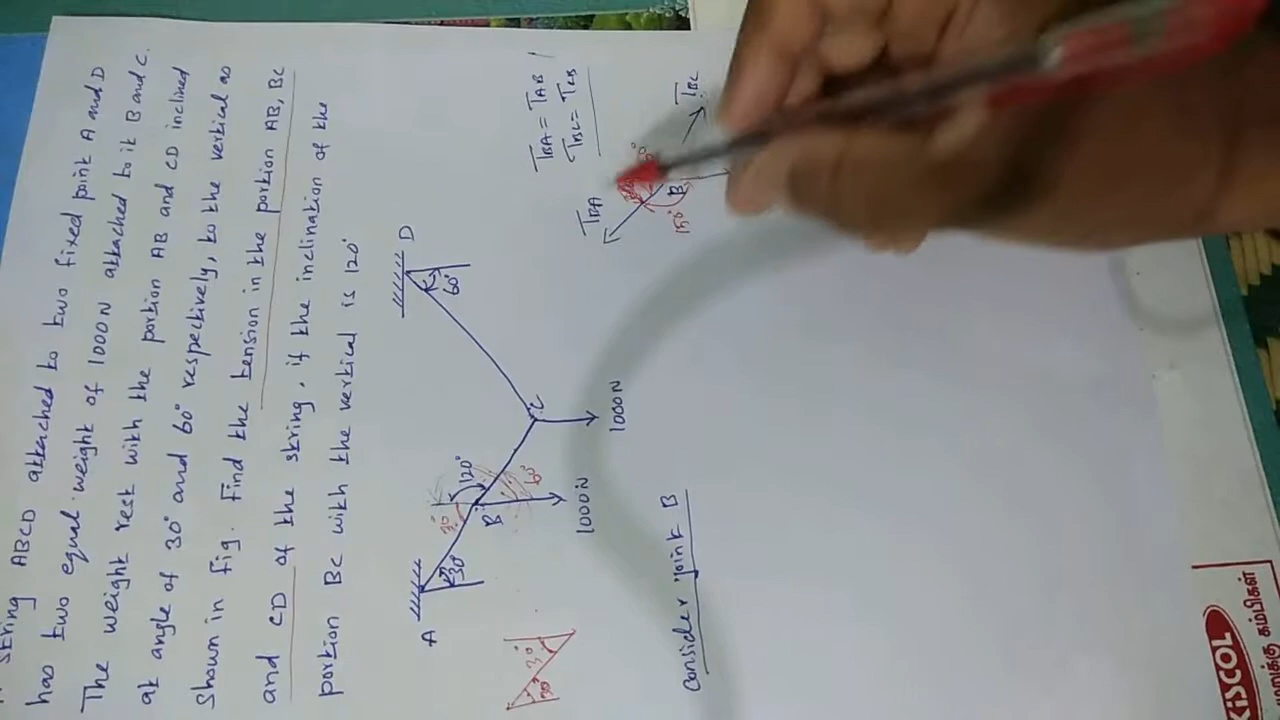 String ABCD attached to two fixed point A and D
has two equal weight of 1000N attached to it B and C.
The weight rest with the portion AB and CD inclined
at angle of 30° and 60° respectively, to the vertical as
shown in fig. Find the tension in the portion AB, BC
and CD of the string, if the inclination of the
portion BC with the vertical is 120°
A
30°
30°
120°
B
60°
1000N
C
1000N
D
60°
30°
Consider joint B
TBA = TAB
TBC = TCB
TBA
TBC
B
150°
KISCOL
முறுக்கு கம்பிகள்